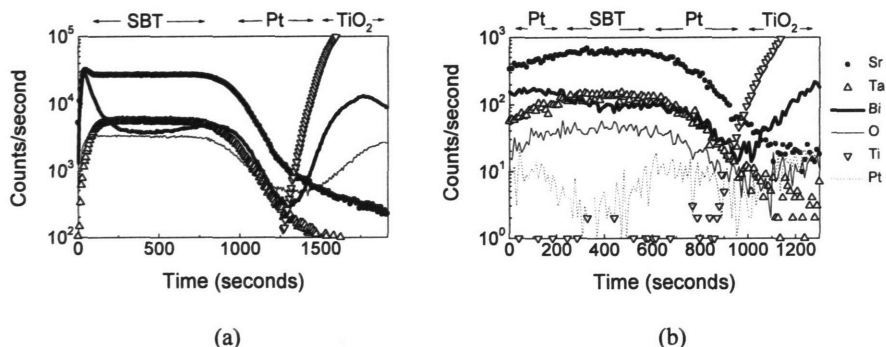 SBT Pt TiO2
10^5
10^4
10^3
10^2
Counts/second
0 500 1000 1500
Time (seconds)
(a)
Pt SBT Pt TiO2
10^3
10^2
10^1
10^0
Counts/second
0 200 400 600 800 1000 1200
Time (seconds)
(b)
Sr
Ta
Bi
O
Ti
Pt